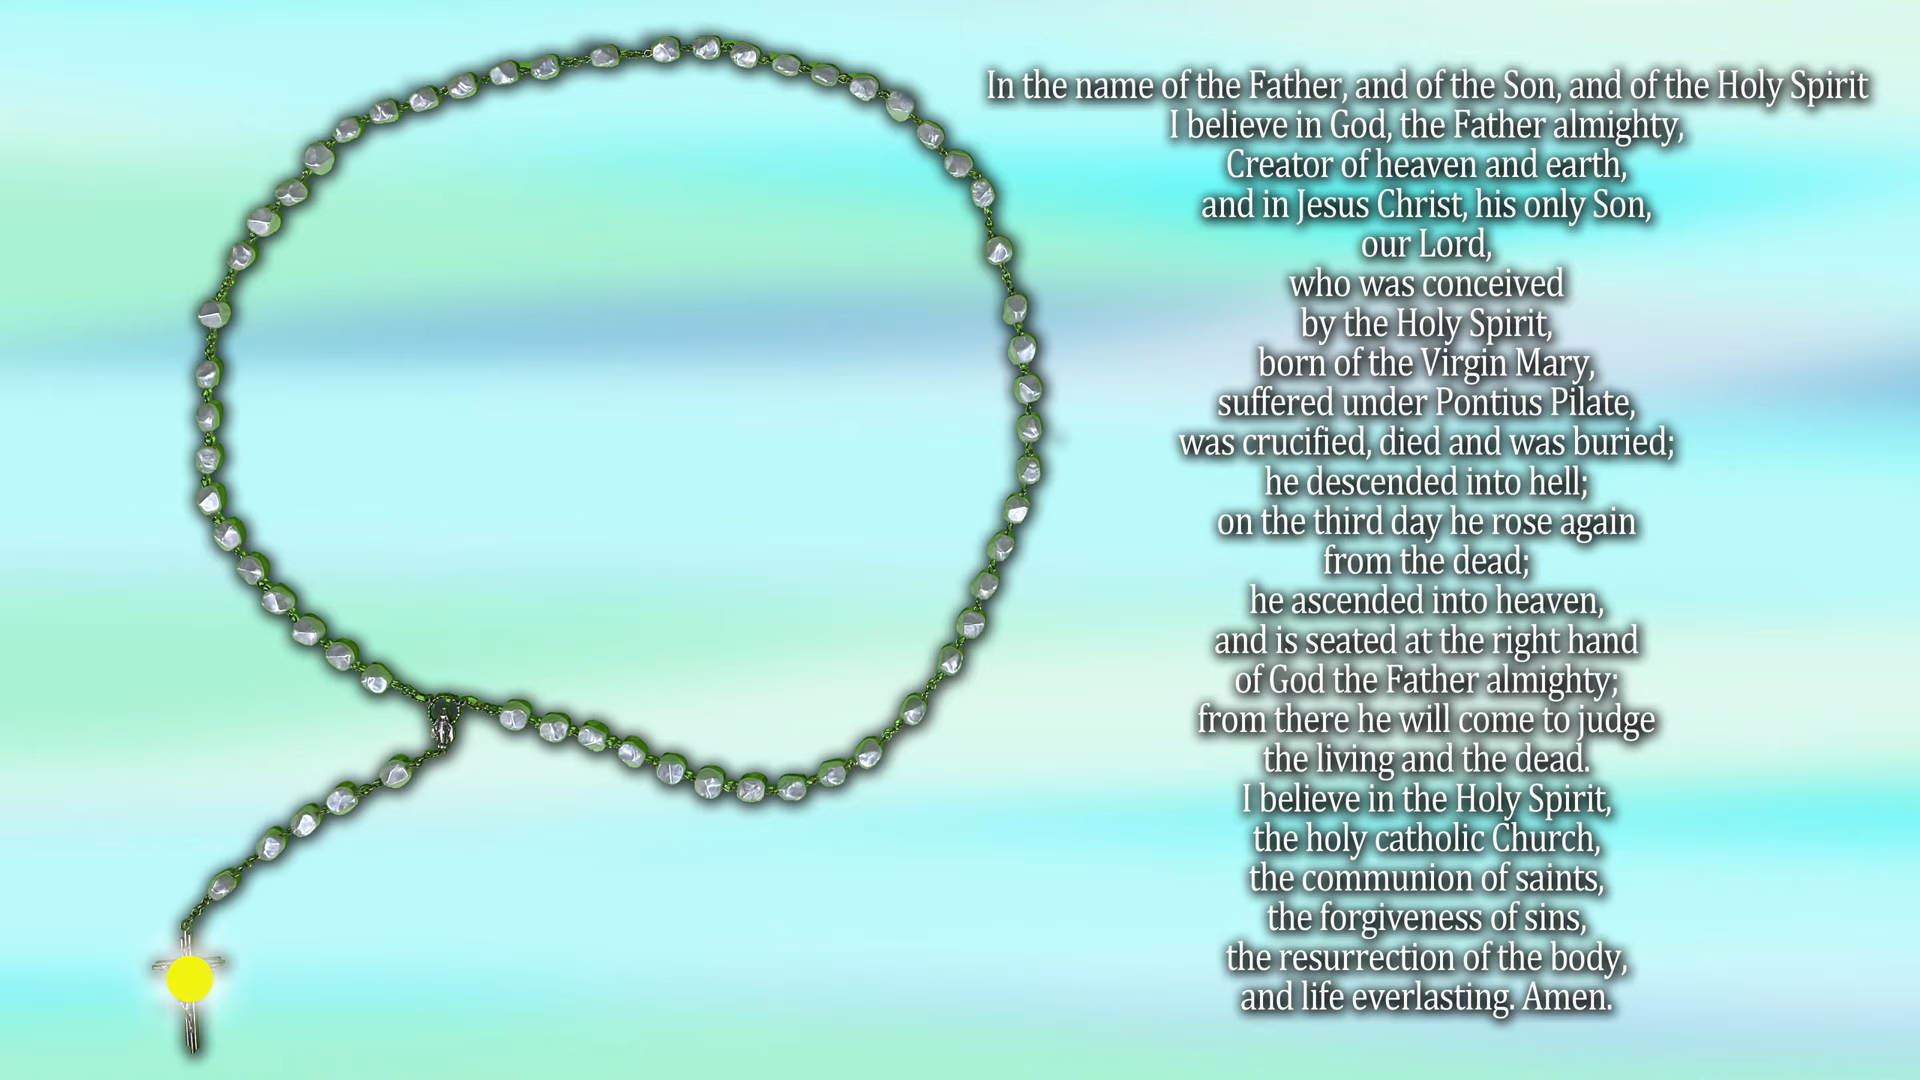 In the name of the Father, and of the Son, and of the Holy Spirit
I believe in God, the Father almighty,
Creator of heaven and earth,
and in Jesus Christ, his only Son,
our Lord,
who was conceived
by the Holy Spirit,
born of the Virgin Mary,
suffered under Pontius Pilate,
was crucified, died and was buried;
he descended into hell;
on the third day he rose again
from the dead;
he ascended into heaven,
and is seated at the right hand
of God the Father almighty;
from there he will come to judge
the living and the dead.
I believe in the Holy Spirit,
the holy catholic Church,
the communion of saints,
the forgiveness of sins,
the resurrection of the body,
and life everlasting. Amen.